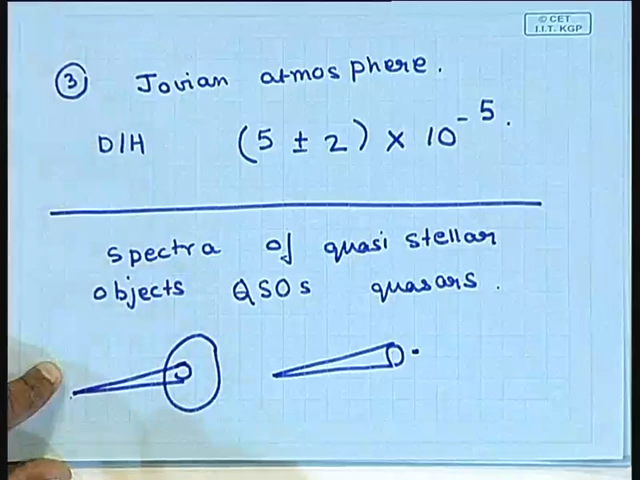 © CET
I.I.T. KGP
3 Jovian atmosphere.
D/H (5 ± 2) × 10⁻⁵.
spectra of quasi stellar
objects QSOs quasars.